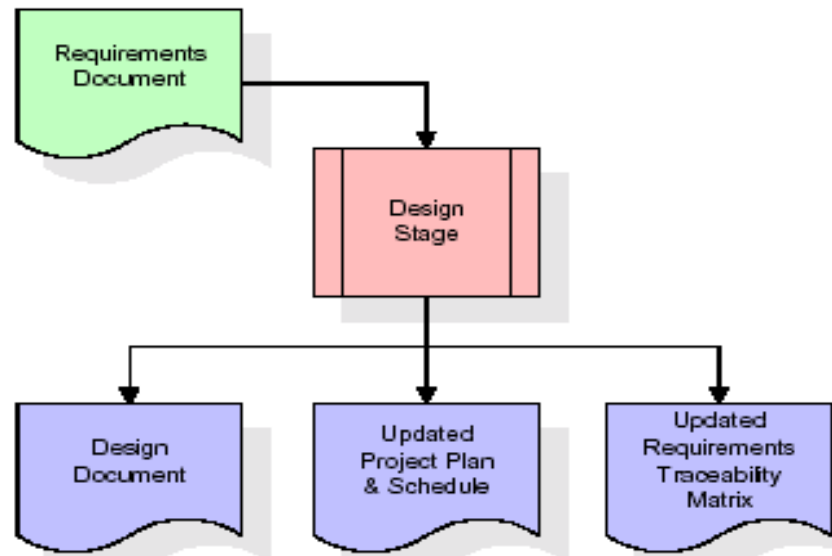 Requirements
Document
Design
Stage
Design
Document
Updated
Project Plan
& Schedule
Updated
Requirements
Traceability
Matrix